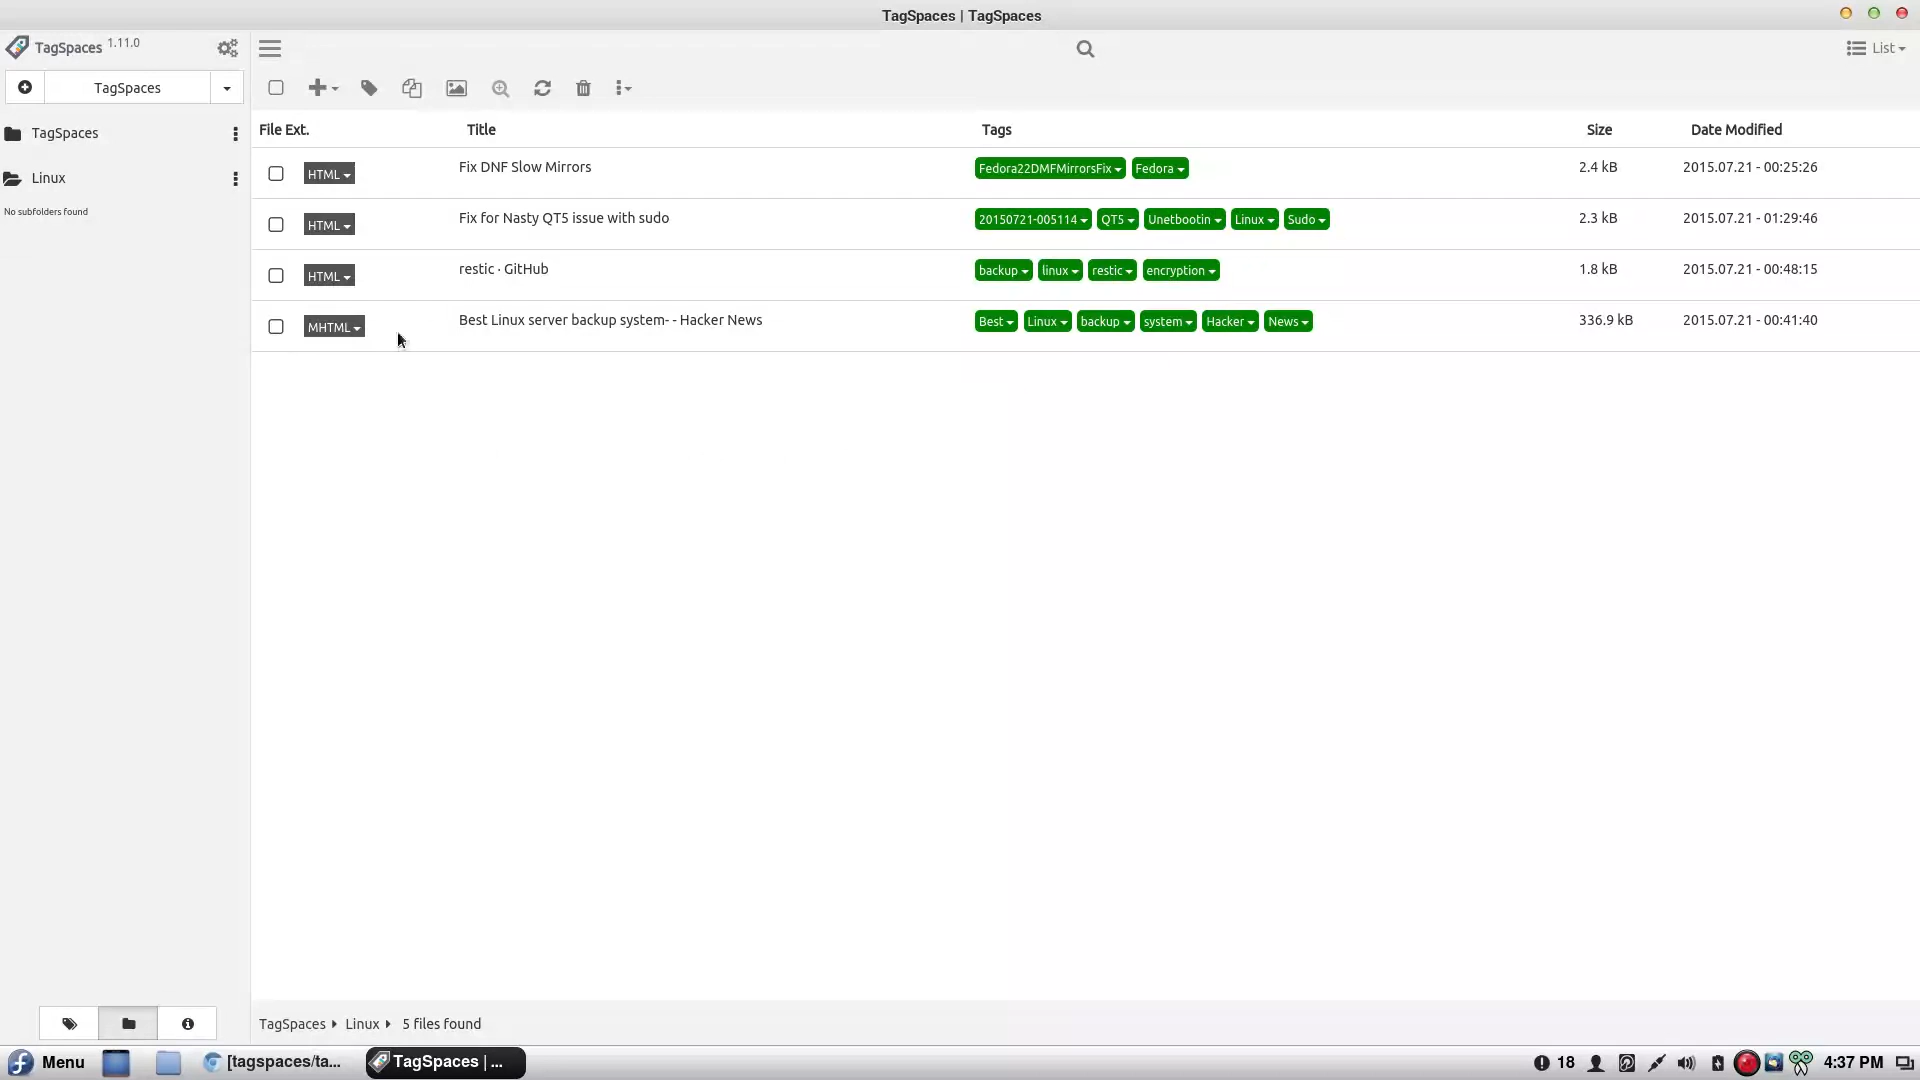 TagSpaces | TagSpaces
TagSpaces 1.11.0
List
TagSpaces
TagSpaces
Linux
No subfolders found
File Ext. Title Tags Size Date Modified
HTML Fix DNF Slow Mirrors Fedora22DMFMirrorsFix Fedora 2.4 kB 2015.07.21 - 00:25:26
HTML Fix for Nasty QT5 issue with sudo 20150721-005114 QT5 Unetbootin Linux Sudo 2.3 kB 2015.07.21 - 01:29:46
HTML restic · GitHub backup linux restic encryption 1.8 kB 2015.07.21 - 00:48:15
MHTML Best Linux server backup system- - Hacker News Best Linux backup system Hacker News 336.9 kB 2015.07.21 - 00:41:40
TagSpaces Linux 5 files found
Menu [tagspaces/ta... TagSpaces | ... 18 4:37 PM